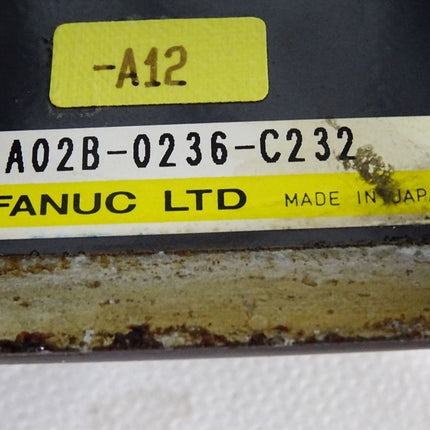 -A12
A02B-0236-C232
FANUC LTD MADE IN JAPA